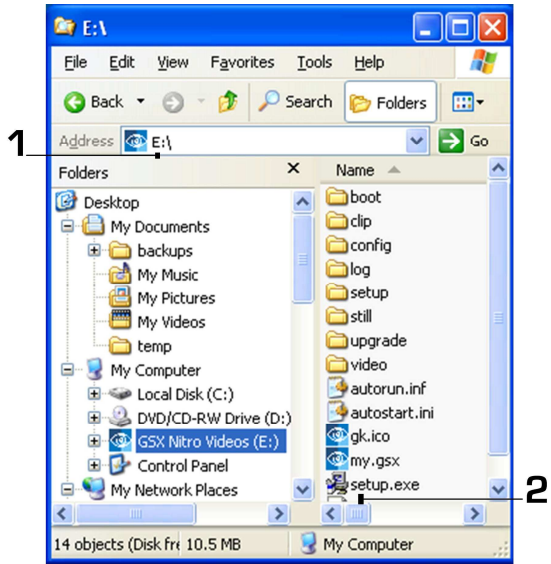 E:\
File Edit View Favorites Tools Help
Back Search Folders
1
Address E:\ Go
Folders
Desktop
My Documents
backups
My Music
My Pictures
My Videos
temp
My Computer
Local Disk (C:)
DVD/CD-RW Drive (D:)
GSX Nitro Videos (E:)
Control Panel
My Network Places
Name
boot
clip
config
log
setup
still
upgrade
video
autorun.inf
autostart.ini
gk.ico
my.gsx
setup.exe
2
14 objects (Disk fre 10.5 MB My Computer